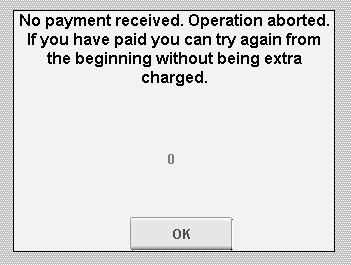 No payment received. Operation aborted.
If you have paid you can try again from
the beginning without being extra
charged.
0
OK